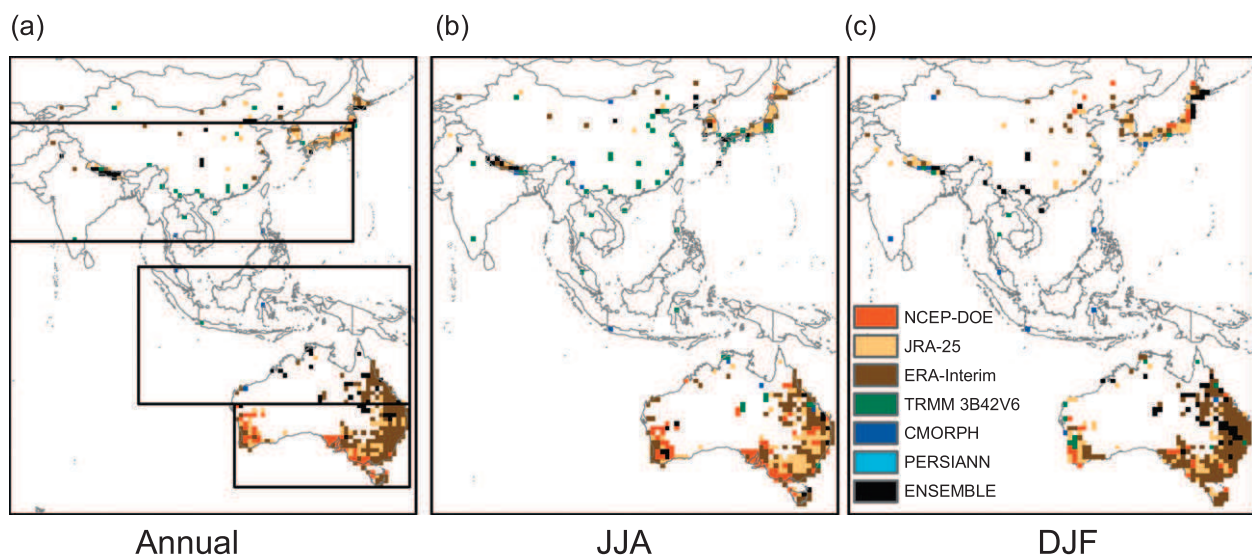 (a)
(b)
(c)
NCEP-DOE
JRA-25
ERA-Interim
TRMM 3B42V6
CMORPH
PERSIANN
ENSEMBLE
Annual
JJA
DJF